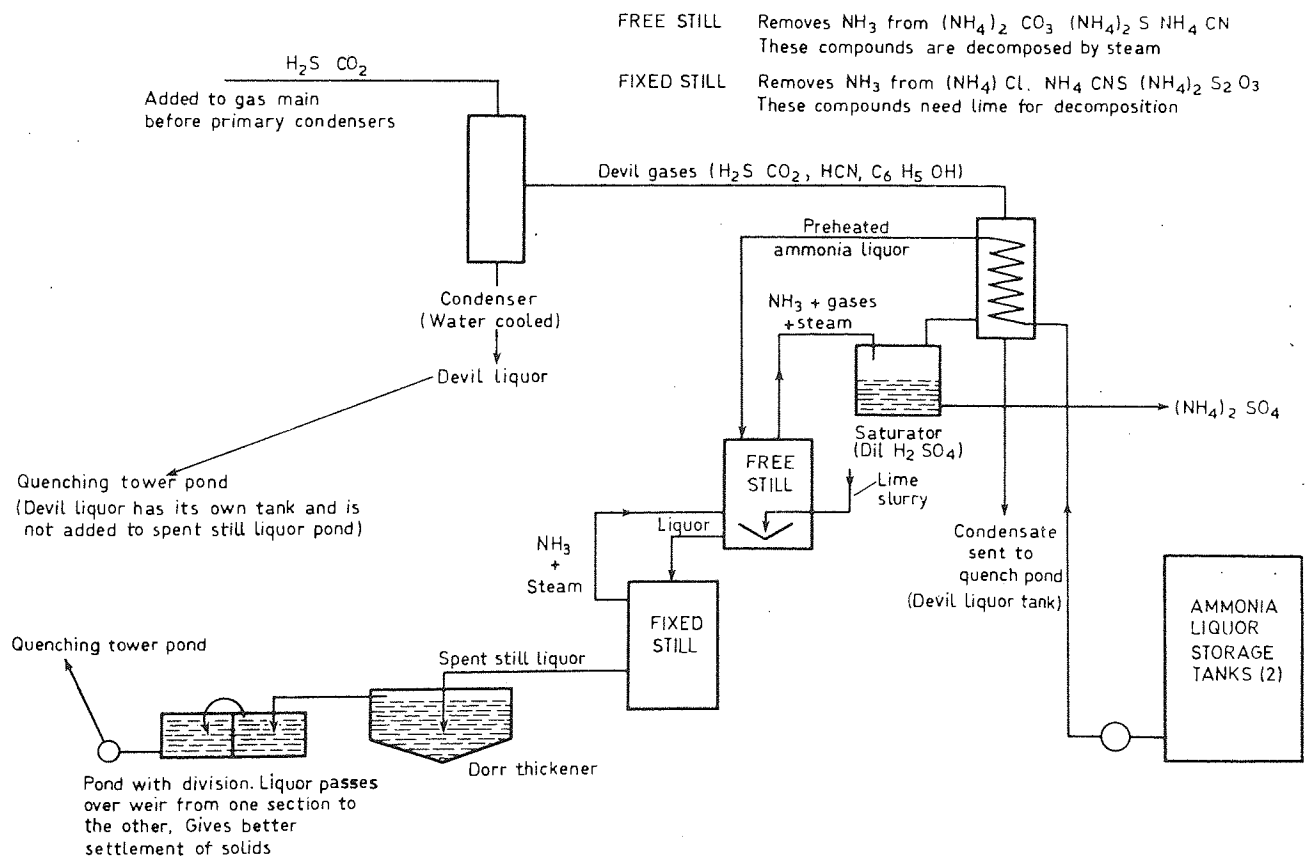 FREE STILL Removes NH₃ from (NH₄)₂ CO₃ (NH₄)₂ S NH₄ CN
These compounds are decomposed by steam
FIXED STILL Removes NH₃ from (NH₄) Cl. NH₄ CNS (NH₄)₂ S₂ O₃
These compounds need lime for decomposition
H₂S CO₂
Added to gas main
before primary condensers
Devil gases (H₂S CO₂, HCN, C₆ H₅ OH)
Preheated
ammonia liquor
NH₃ + gases
+steam
Condenser
(Water cooled)
Devil liquor
(NH₄)₂ SO₄
Saturator
(Dil H₂ SO₄)
FREE
STILL
Lime
slurry
Quenching tower pond
(Devil liquor has its own tank and is
not added to spent still liquor pond)
Liquor
NH₃
+
Steam
Condensate
sent to
quench pond
(Devil liquor tank)
FIXED
STILL
AMMONIA
LIQUOR
STORAGE
TANKS (2)
Quenching tower pond
Spent still liquor
Dorr thickener
Pond with division. Liquor passes
over weir from one section to
the other, Gives better
settlement of solids